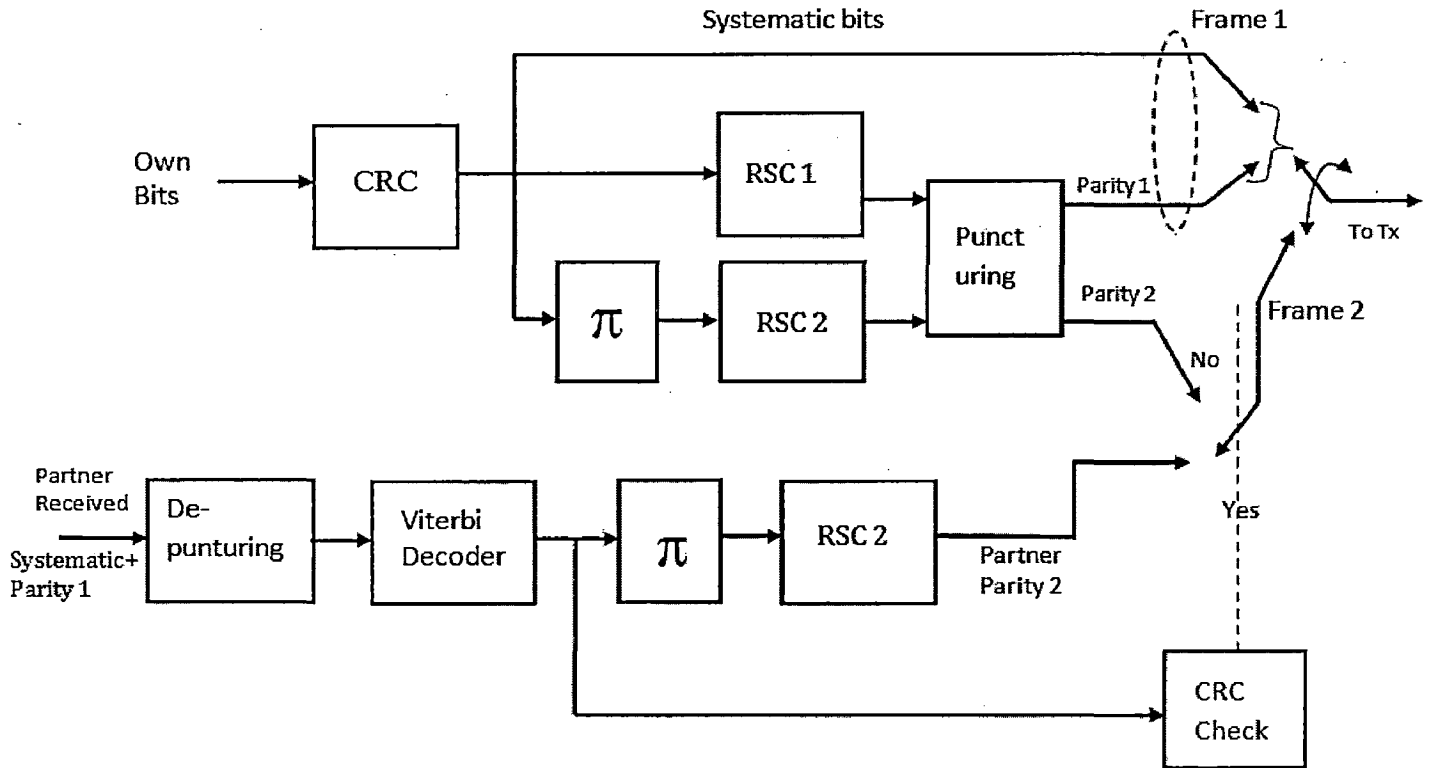 Systematic bits
Frame 1
Own
Bits
CRC
RSC 1
Parity 1
Punct
uring
To Tx
π
RSC 2
Parity 2
Frame 2
No
Partner
Received
Systematic+
Parity 1
De-
punturing
Viterbi
Decoder
π
RSC 2
Partner
Parity 2
Yes
CRC
Check